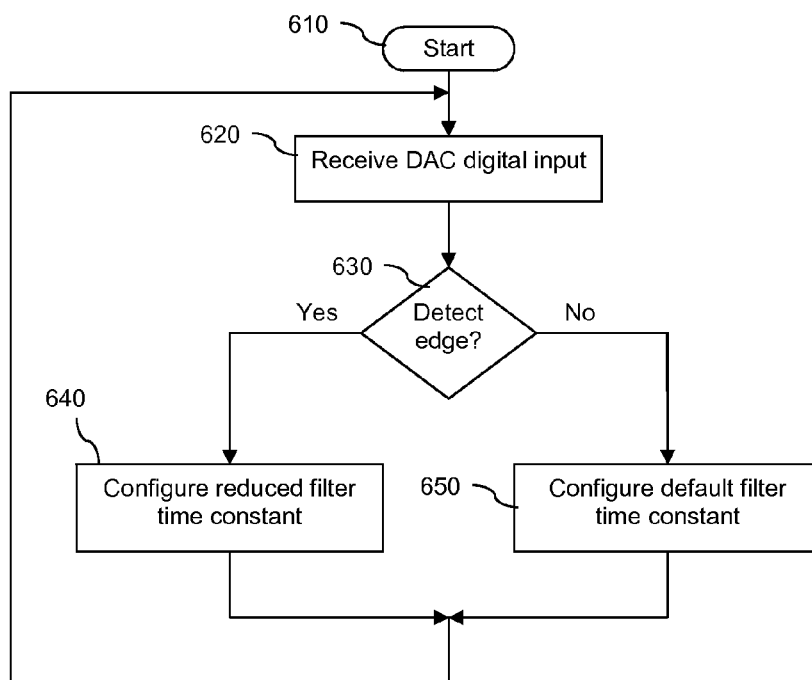 610
Start
620
Receive DAC digital input
630
Yes
Detect
edge?
No
640
Configure reduced filter
time constant
650
Configure default filter
time constant